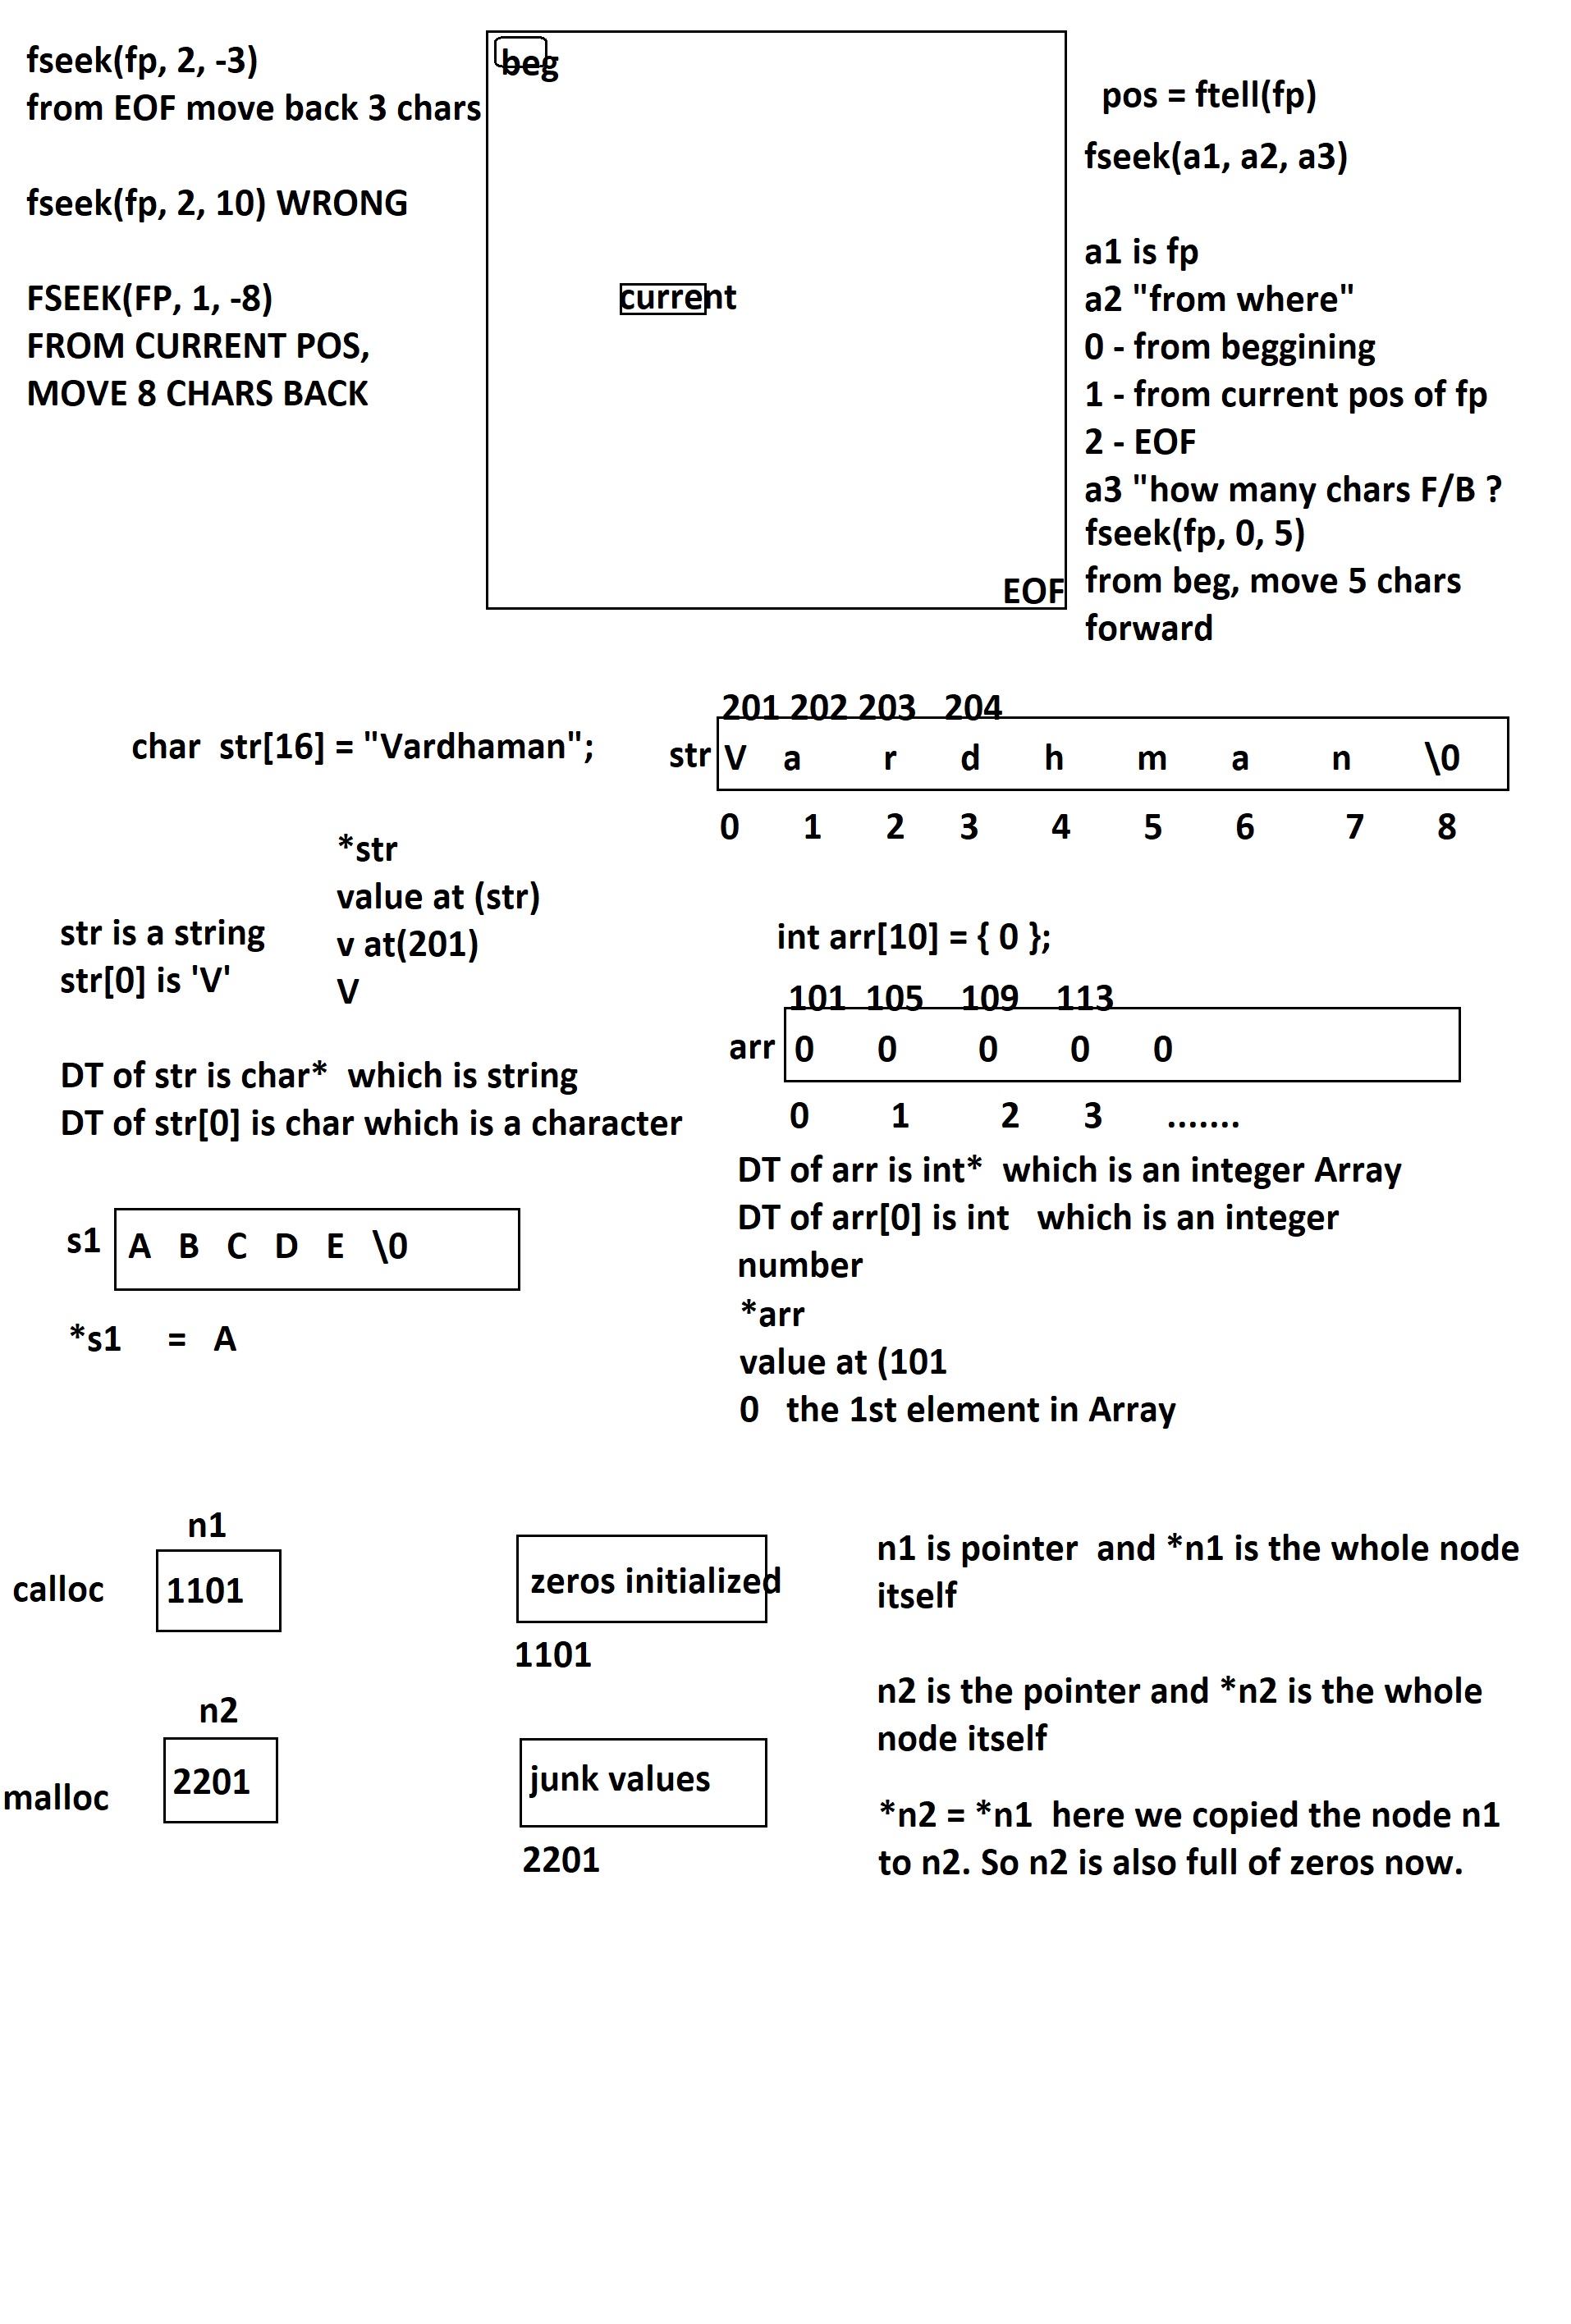 fseek(fp, 2, -3)
from EOF move back 3 chars
fseek(fp, 2, 10) WRONG
FSEEK(FP, 1, -8)
FROM CURRENT POS,
MOVE 8 CHARS BACK
beg
current
EOF
pos = ftell(fp)
fseek(a1, a2, a3)
a1 is fp
a2 "from where"
0 - from beggining
1 - from current pos of fp
2 - EOF
a3 "how many chars F/B ?
fseek(fp, 0, 5)
from beg, move 5 chars
forward
char str[16] = "Vardhaman";
201 202 203 204
str V a r d h m a n \0
0 1 2 3 4 5 6 7 8
*str
value at (str)
v at(201)
V
str is a string
str[0] is 'V'
DT of str is char* which is string
DT of str[0] is char which is a character
int arr[10] = { 0 };
101 105 109 113
arr 0 0 0 0 0
0 1 2 3 .......
DT of arr is int* which is an integer Array
DT of arr[0] is int which is an integer
number
*arr
value at (101
0 the 1st element in Array
s1 A B C D E \0
*s1 = A
n1
calloc 1101
zeros initialized
1101
n1 is pointer and *n1 is the whole node
itself
n2
malloc 2201
junk values
2201
n2 is the pointer and *n2 is the whole
node itself
*n2 = *n1 here we copied the node n1
to n2. So n2 is also full of zeros now.